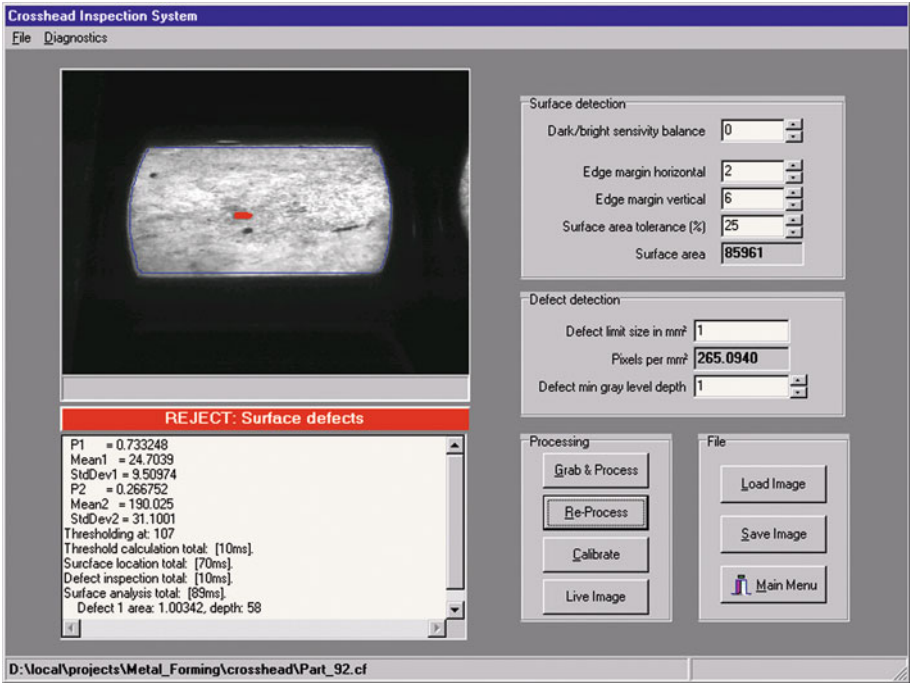 Crosshead Inspection System
File Diagnostics
Surface detection
Dark/bright sensivity balance 0
Edge margin horizontal 2
Edge margin vertical 6
Surface area tolerance (%) 25
Surface area 85961
Defect detection
Defect limit size in mm² 1
Pixels per mm² 265.0940
Defect min gray level depth 1
REJECT: Surface defects
P1 = 0.733248
Mean1 = 24.7039
StdDev1 = 9.50974
P2 = 0.266752
Mean2 = 190.025
StdDev2 = 31.1001
Thresholding at: 107
Threshold calculation total: [10ms].
Surcface location total: [70ms].
Defect inspection total: [10ms].
Surface analysis total: [89ms].
Defect 1 area: 1.00342, depth: 58
Processing
Grab & Process
Re-Process
Calibrate
Live Image
File
Load Image
Save Image
Main Menu
D:\local\projects\Metal_Forming\crosshead\Part_92.cf